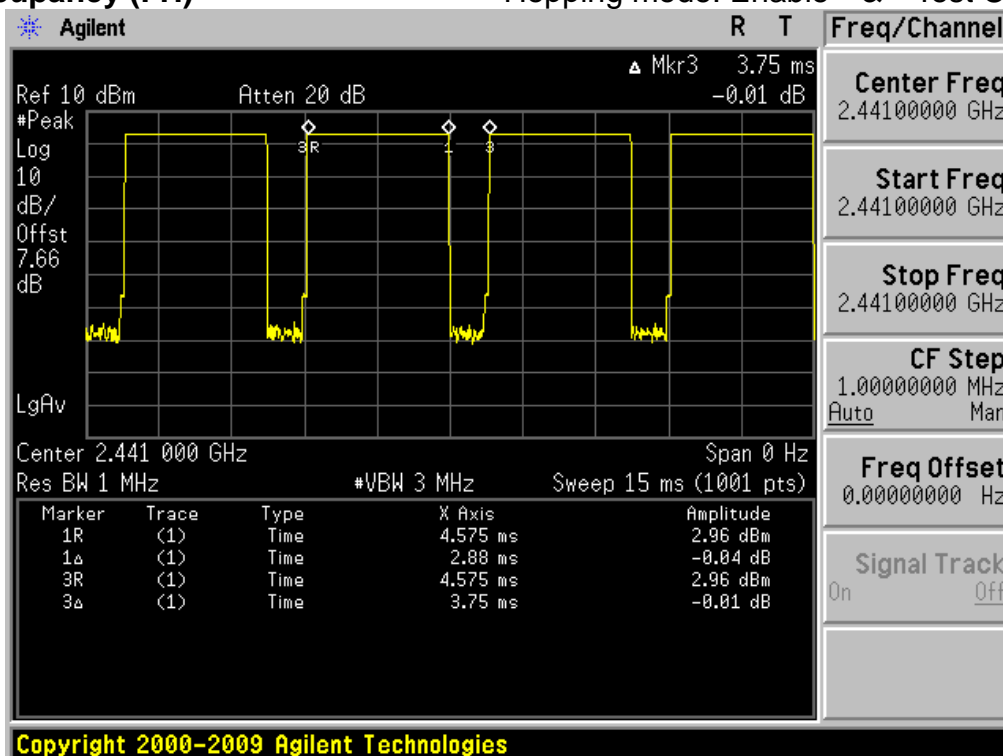 Agilent R T
Δ Mkr3 3.75 ms
Ref 10 dBm Atten 20 dB -0.01 dB
#Peak
Log
10
dB/
Offst
7.66
dB
LgAv
3R 1 3
Center 2.441 000 GHz Span 0 Hz
Res BW 1 MHz #VBW 3 MHz Sweep 15 ms (1001 pts)
Marker Trace Type X Axis Amplitude
1R (1) Time 4.575 ms 2.96 dBm
1Δ (1) Time 2.88 ms -0.04 dB
3R (1) Time 4.575 ms 2.96 dBm
3Δ (1) Time 3.75 ms -0.01 dB
Freq/Channel
Center Freq
2.44100000 GHz
Start Freq
2.44100000 GHz
Stop Freq
2.44100000 GHz
CF Step
1.00000000 MHz
Auto Man
Freq Offset
0.00000000 Hz
Signal Track
On Off
Copyright 2000-2009 Agilent Technologies